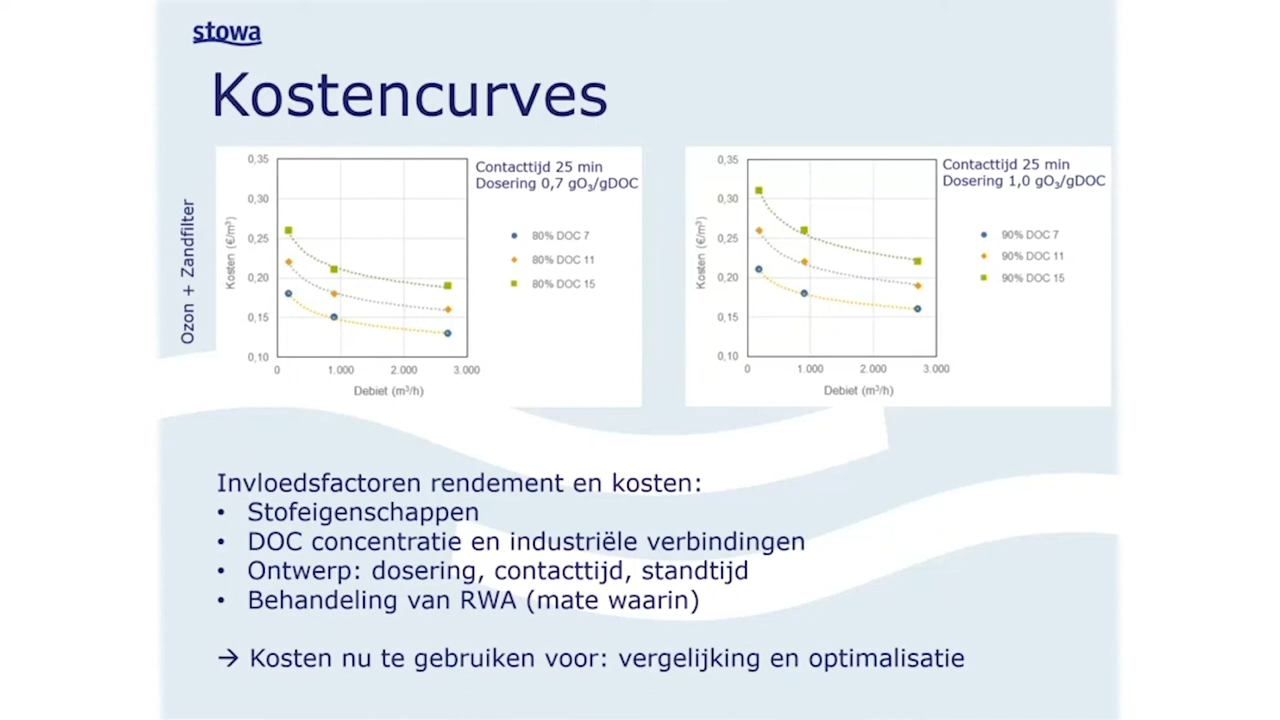 stowa
Kostencurves
Ozon + Zandfilter
Kosten (€/m³)
0,35
0,30
0,25
0,20
0,15
0,10
0
1.000
2.000
3.000
Debiet (m³/h)
Contacttijd 25 min
Dosering 0,7 gO₃/gDOC
80% DOC 7
80% DOC 11
80% DOC 15
Kosten (€/m³)
0,35
0,30
0,25
0,20
0,15
0,10
0
1.000
2.000
3.000
Debiet (m³/h)
Contacttijd 25 min
Dosering 1,0 gO₃/gDOC
90% DOC 7
90% DOC 11
90% DOC 15
Invloedsfactoren rendement en kosten:
• Stofeigenschappen
• DOC concentratie en industriële verbindingen
• Ontwerp: dosering, contacttijd, standtijd
• Behandeling van RWA (mate waarin)
→ Kosten nu te gebruiken voor: vergelijking en optimalisatie